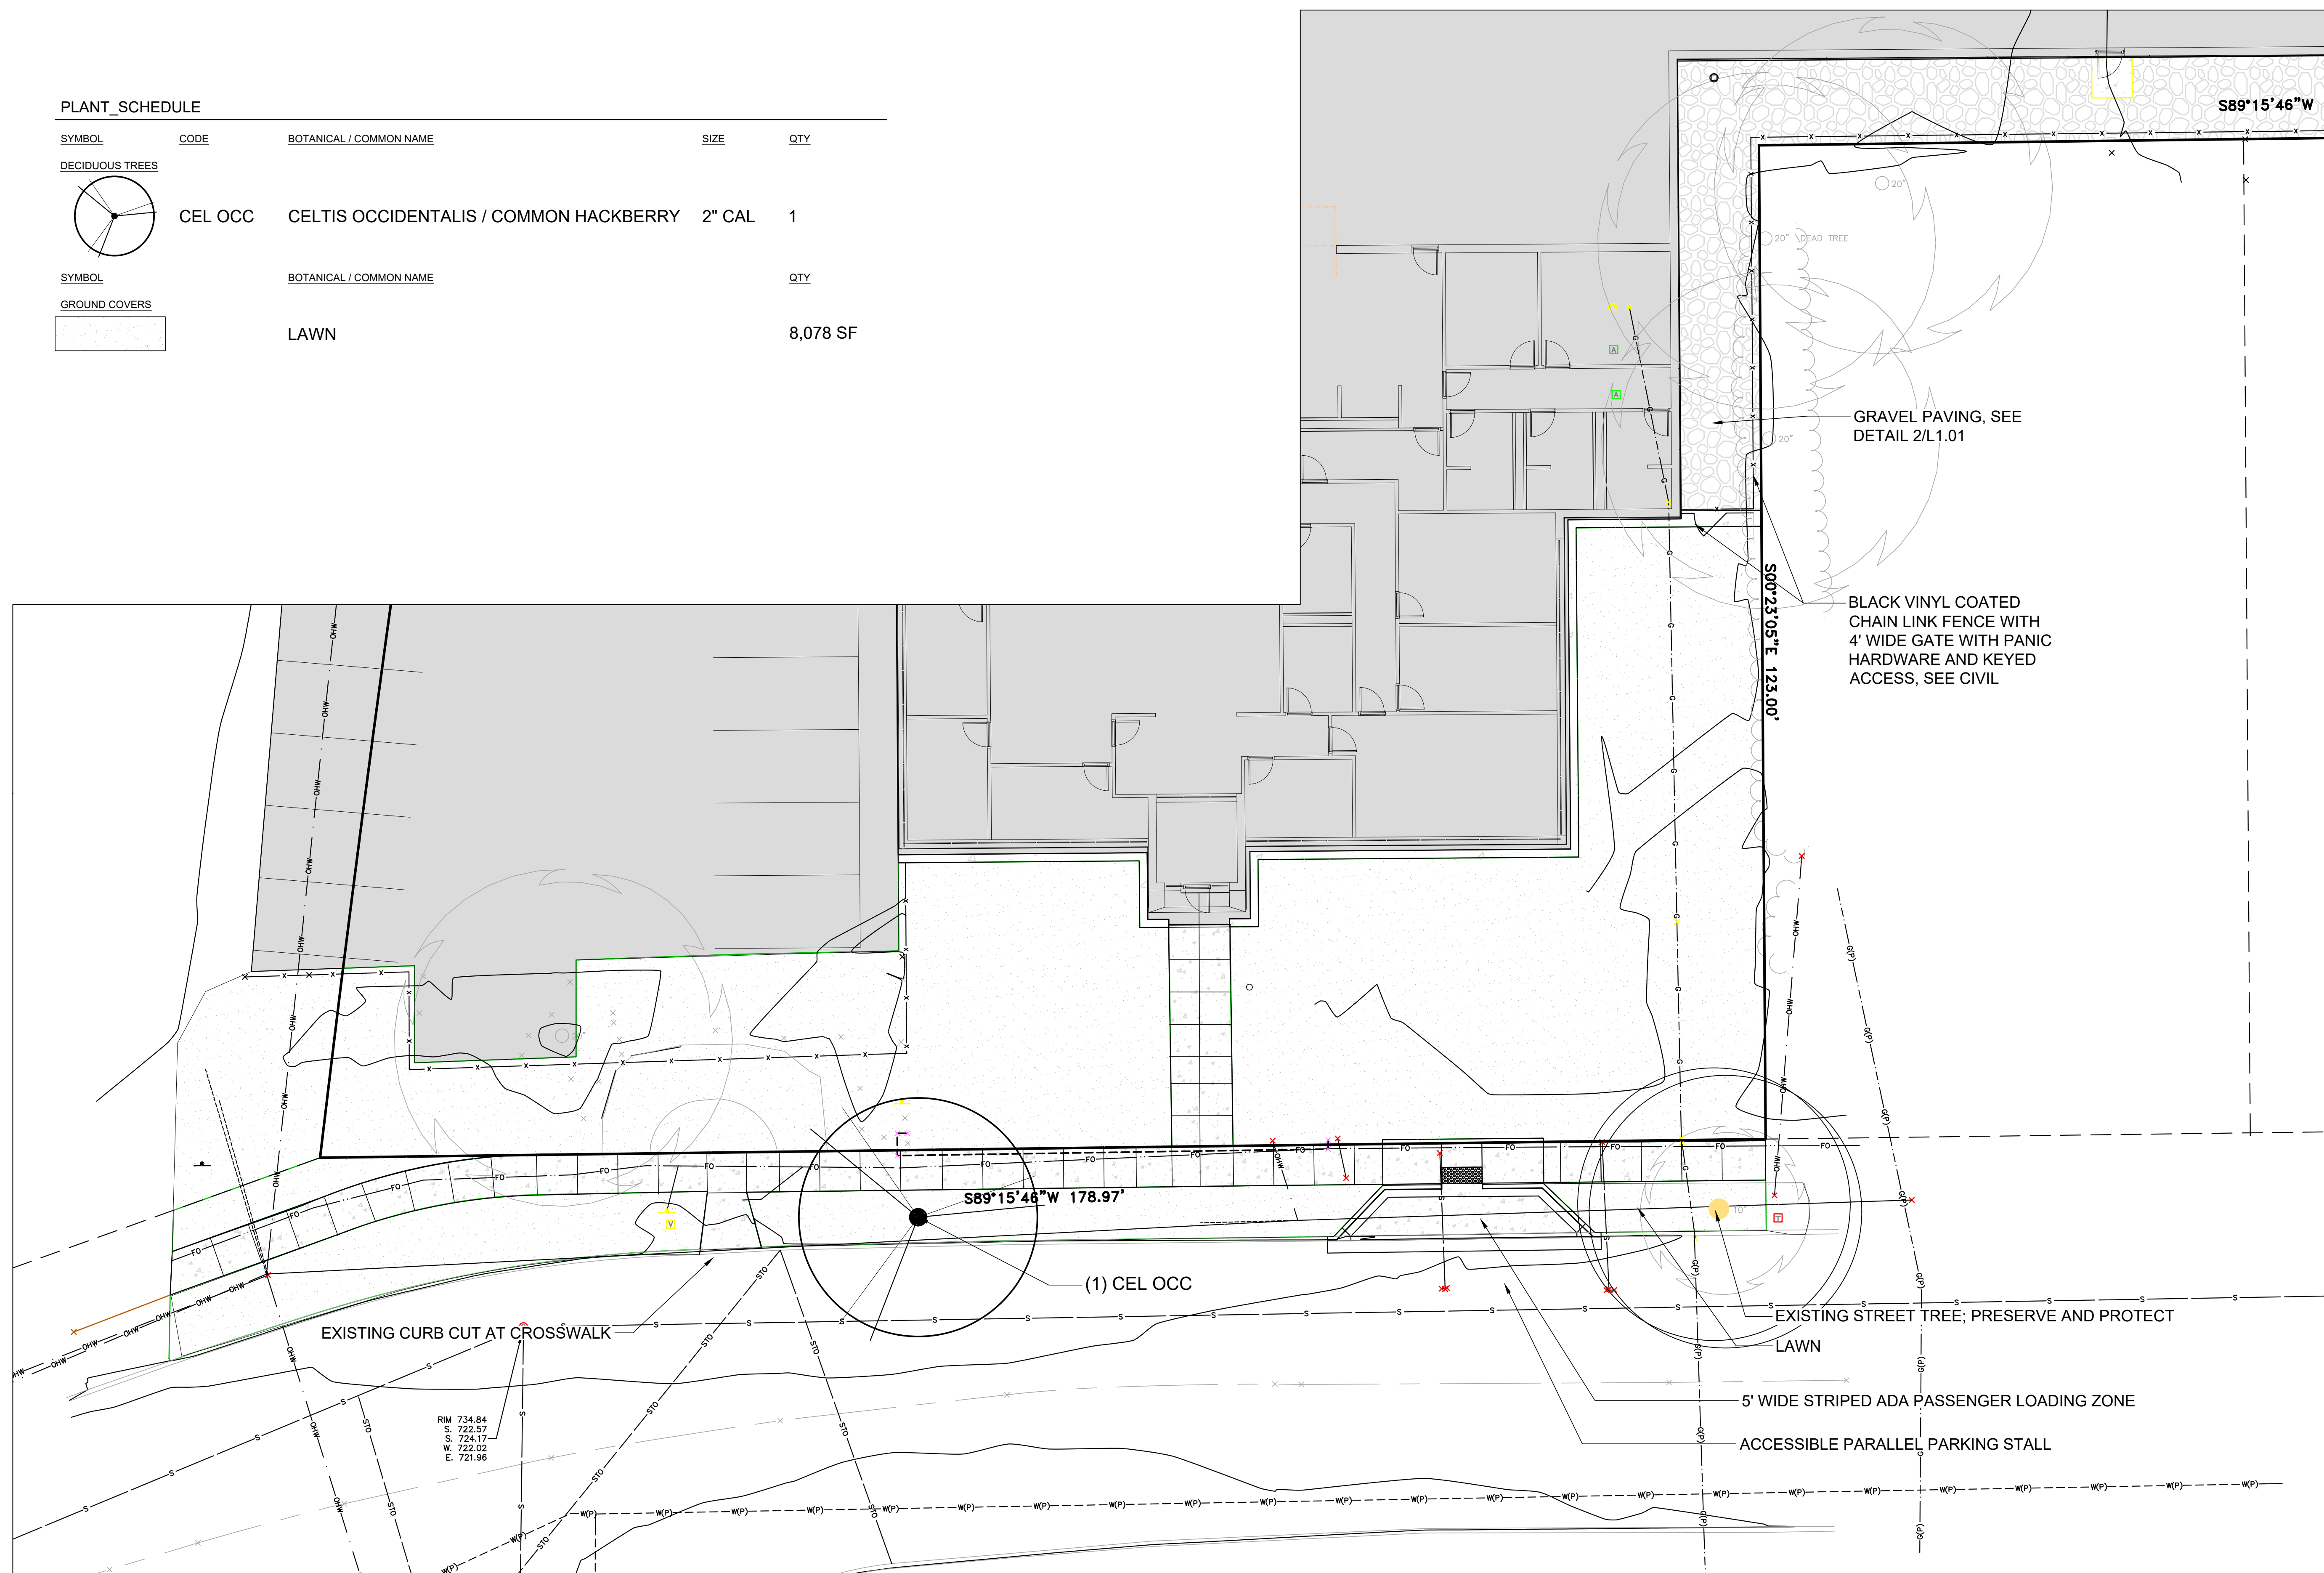 PLANT_SCHEDULE
SYMBOL CODE BOTANICAL / COMMON NAME SIZE QTY
DECIDUOUS TREES
CEL OCC CELTIS OCCIDENTALIS / COMMON HACKBERRY 2" CAL 1
SYMBOL BOTANICAL / COMMON NAME QTY
GROUND COVERS
LAWN 8,078 SF
S89°15'46"W
20"
20" DEAD TREE
20"
GRAVEL PAVING, SEE
DETAIL 2/L1.01
S00°23'05"E 123.00'
BLACK VINYL COATED
CHAIN LINK FENCE WITH
4' WIDE GATE WITH PANIC
HARDWARE AND KEYED
ACCESS, SEE CIVIL
S89°15'46"W 178.97'
(1) CEL OCC
EXISTING CURB CUT AT CROSSWALK
EXISTING STREET TREE; PRESERVE AND PROTECT
LAWN
5' WIDE STRIPED ADA PASSENGER LOADING ZONE
ACCESSIBLE PARALLEL PARKING STALL
RIM 734.84
S. 722.57
S. 724.17
W. 722.02
E. 721.96